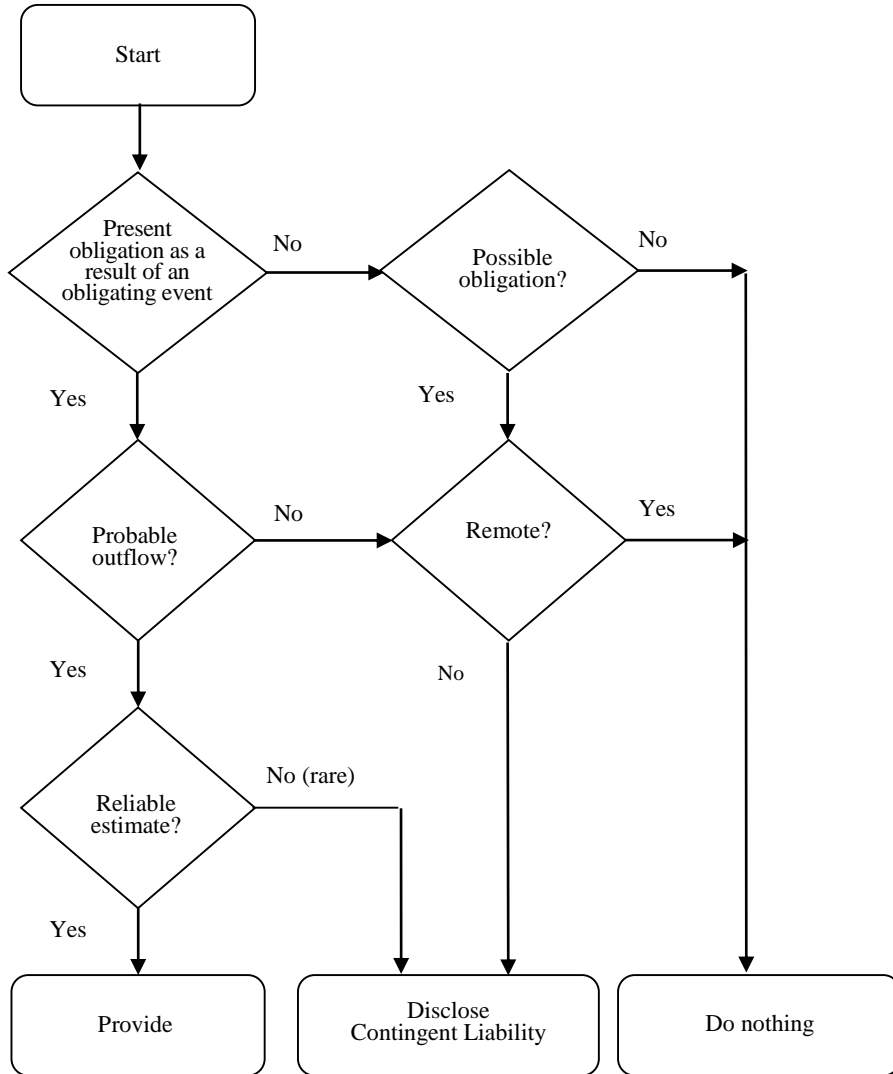 Start
Present
obligation as a
result of an
obligating event
No
Possible
obligation?
No
Yes
Yes
Probable
outflow?
No
Remote?
Yes
Yes
No
Reliable
estimate?
No (rare)
Yes
Provide
Disclose
Contingent Liability
Do nothing